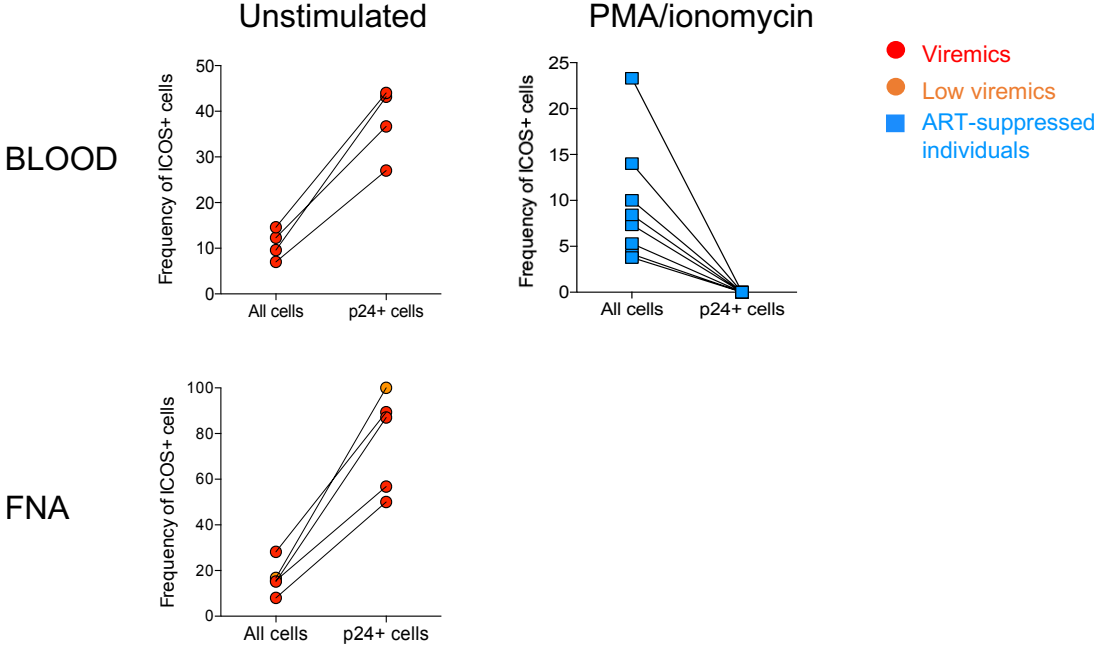 Unstimulated
PMA/ionomycin
Viremics
Low viremics
ART-suppressed
individuals
BLOOD
Frequency of ICOS+ cells
50
40
30
20
10
0
All cells
p24+ cells
Frequency of ICOS+ cells
25
20
15
10
5
0
All cells
p24+ cells
FNA
Frequency of ICOS+ cells
100
80
60
40
20
0
All cells
p24+ cells